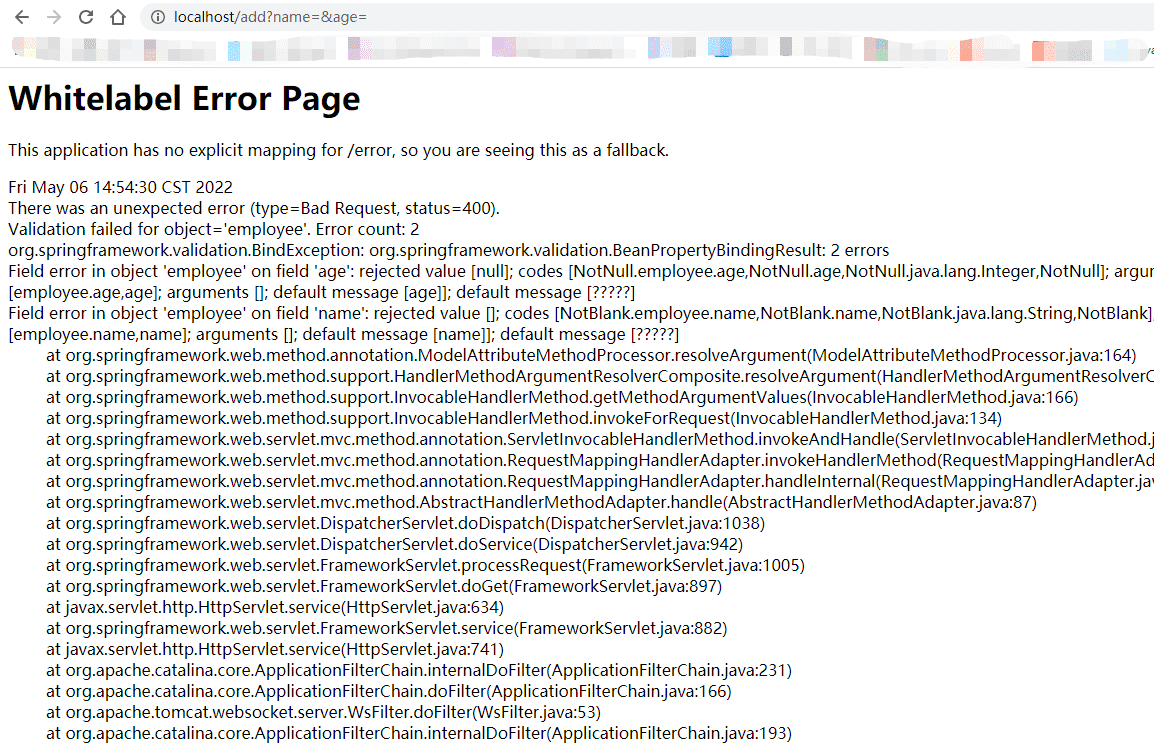 localhost/add?name=&age=
Whitelabel Error Page
This application has no explicit mapping for /error, so you are seeing this as a fallback.
Fri May 06 14:54:30 CST 2022
There was an unexpected error (type=Bad Request, status=400).
Validation failed for object='employee'. Error count: 2
org.springframework.validation.BindException: org.springframework.validation.BeanPropertyBindingResult: 2 errors
Field error in object 'employee' on field 'age': rejected value [null]; codes [NotNull.employee.age,NotNull.age,NotNull.java.lang.Integer,NotNull]; argu
[employee.age,age]; arguments []; default message [age]]; default message [?????]
Field error in object 'employee' on field 'name': rejected value []; codes [NotBlank.employee.name,NotBlank.name,NotBlank.java.lang.String,NotBlank]
[employee.name,name]; arguments []; default message [name]]; default message [?????]
at org.springframework.web.method.annotation.ModelAttributeMethodProcessor.resolveArgument(ModelAttributeMethodProcessor.java:164)
at org.springframework.web.method.support.HandlerMethodArgumentResolverComposite.resolveArgument(HandlerMethodArgumentResolverC
at org.springframework.web.method.support.InvocableHandlerMethod.getMethodArgumentValues(InvocableHandlerMethod.java:166)
at org.springframework.web.method.support.InvocableHandlerMethod.invokeForRequest(InvocableHandlerMethod.java:134)
at org.springframework.web.servlet.mvc.method.annotation.ServletInvocableHandlerMethod.invokeAndHandle(ServletInvocableHandlerMethod.j
at org.springframework.web.servlet.mvc.method.annotation.RequestMappingHandlerAdapter.invokeHandlerMethod(RequestMappingHandlerAd
at org.springframework.web.servlet.mvc.method.annotation.RequestMappingHandlerAdapter.handleInternal(RequestMappingHandlerAdapter.jav
at org.springframework.web.servlet.mvc.method.AbstractHandlerMethodAdapter.handle(AbstractHandlerMethodAdapter.java:87)
at org.springframework.web.servlet.DispatcherServlet.doDispatch(DispatcherServlet.java:1038)
at org.springframework.web.servlet.DispatcherServlet.doService(DispatcherServlet.java:942)
at org.springframework.web.servlet.FrameworkServlet.processRequest(FrameworkServlet.java:1005)
at org.springframework.web.servlet.FrameworkServlet.doGet(FrameworkServlet.java:897)
at javax.servlet.http.HttpServlet.service(HttpServlet.java:634)
at org.springframework.web.servlet.FrameworkServlet.service(FrameworkServlet.java:882)
at javax.servlet.http.HttpServlet.service(HttpServlet.java:741)
at org.apache.catalina.core.ApplicationFilterChain.internalDoFilter(ApplicationFilterChain.java:231)
at org.apache.catalina.core.ApplicationFilterChain.doFilter(ApplicationFilterChain.java:166)
at org.apache.tomcat.websocket.server.WsFilter.doFilter(WsFilter.java:53)
at org.apache.catalina.core.ApplicationFilterChain.internalDoFilter(ApplicationFilterChain.java:193)